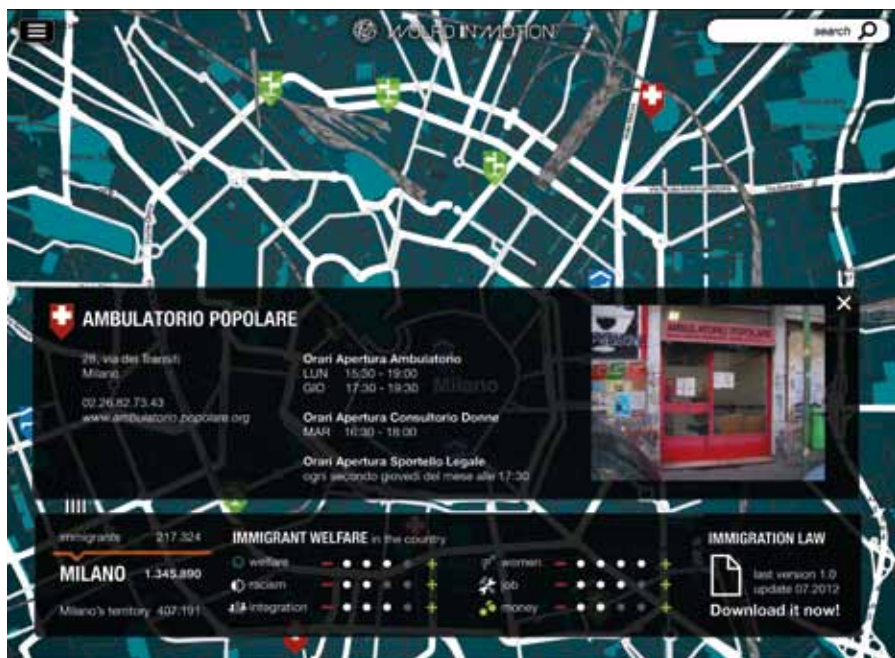 WORLD IN MOTION
search
AMBULATORIO POPOLARE
28, via dei Transiti
Milano
02.26.82.73.43
www.ambulatorio.popolare.org
Orari Apertura Ambulatorio
LUN 15:30 - 19:00
GIO 17:30 - 19:30
Orari Apertura Consultorio Donne
MAR 16:30 - 18:00
Orari Apertura Sportello Legale
ogni secondo giovedì del mese alle 17:30
Milano
AMBULATORIO POPOLARE
immigrants 217.324
MILANO 1.345.890
Milano's territory 407.191
IMMIGRANT WELFARE in the country
welfare
racism
integration
women
job
money
IMMIGRATION LAW
last version 1.0
update 07.2012
Download it now!